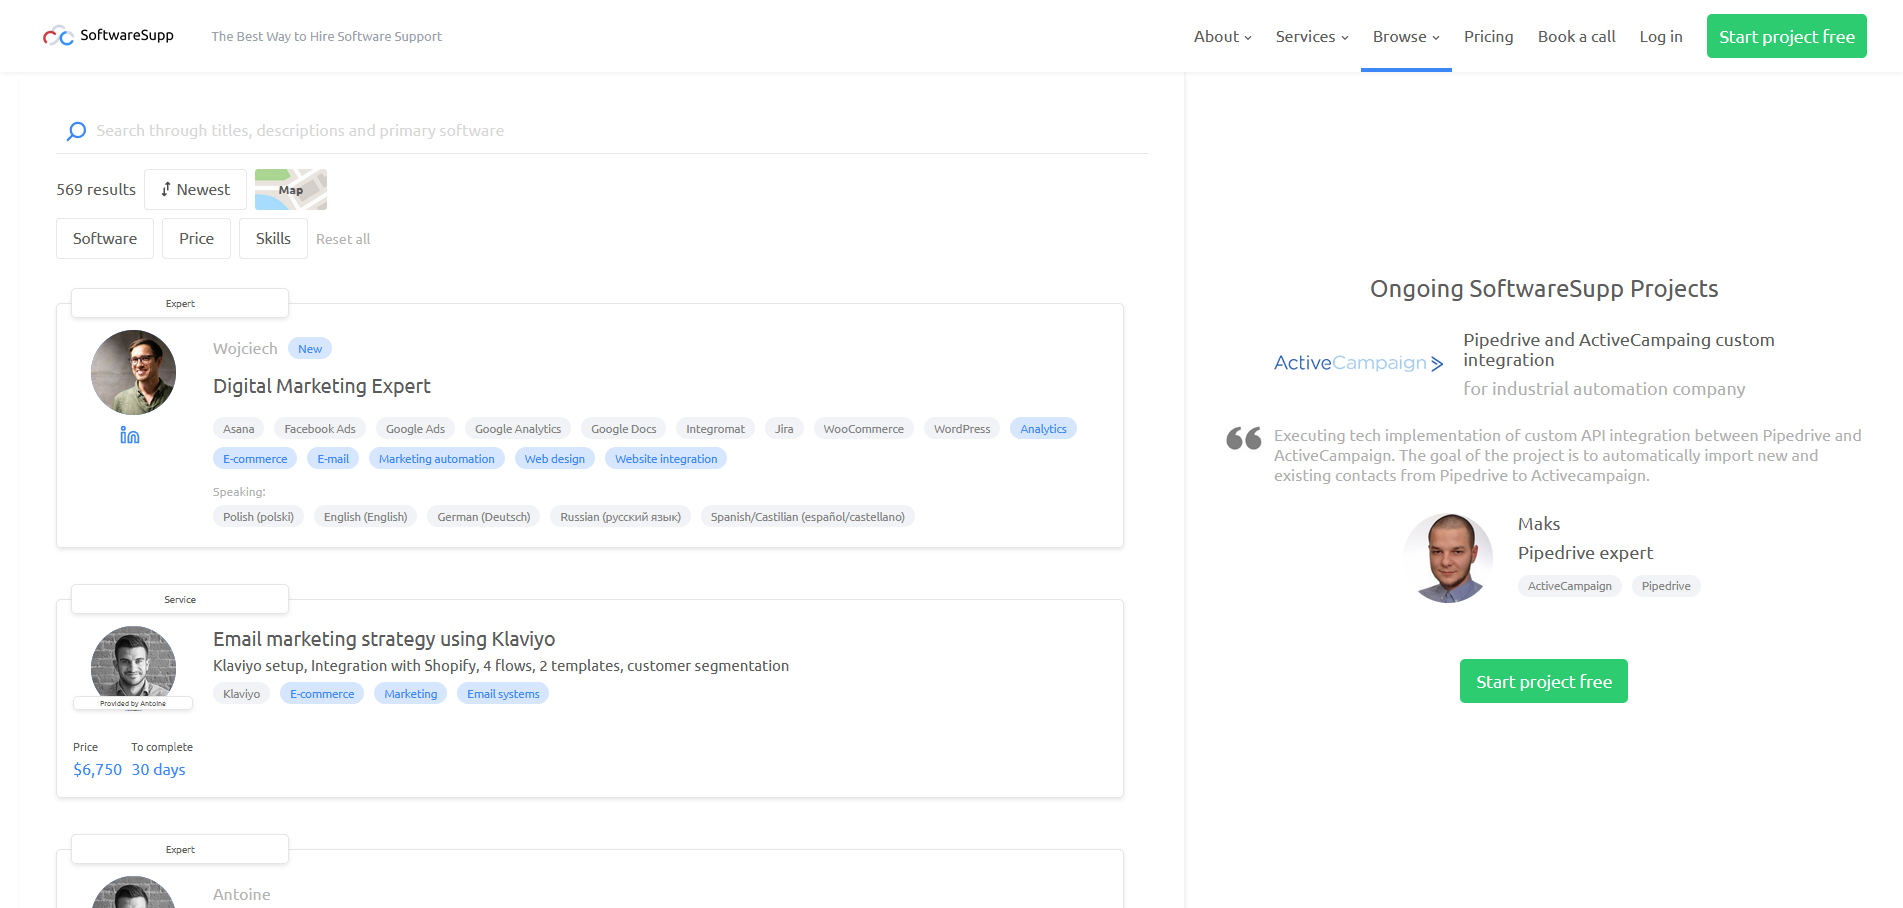 SoftwareSupp
The Best Way to Hire Software Support
About
Services
Browse
Pricing
Book a call
Log in
Start project free
Search through titles, descriptions and primary software
569 results
Newest
Map
Software
Price
Skills
Reset all
Expert
Wojciech
New
Digital Marketing Expert
Asana Facebook Ads Google Ads Google Analytics Google Docs Integromat Jira WooCommerce WordPress Analytics
E-commerce E-mail Marketing automation Web design Website integration
Speaking:
Polish (polski) English (English) German (Deutsch) Russian (русский язык) Spanish/Castilian (español/castellano)
Service
Email marketing strategy using Klaviyo
Klaviyo setup, Integration with Shopify, 4 flows, 2 templates, customer segmentation
Klaviyo E-commerce Marketing Email systems
Provided by Antoine
Price To complete
$6,750 30 days
Expert
Antoine
Ongoing SoftwareSupp Projects
ActiveCampaign
Pipedrive and ActiveCampaing custom
integration
for industrial automation company
Executing tech implementation of custom API integration between Pipedrive and
ActiveCampaign. The goal of the project is to automatically import new and
existing contacts from Pipedrive to Activecampaign.
Maks
Pipedrive expert
ActiveCampaign Pipedrive
Start project free